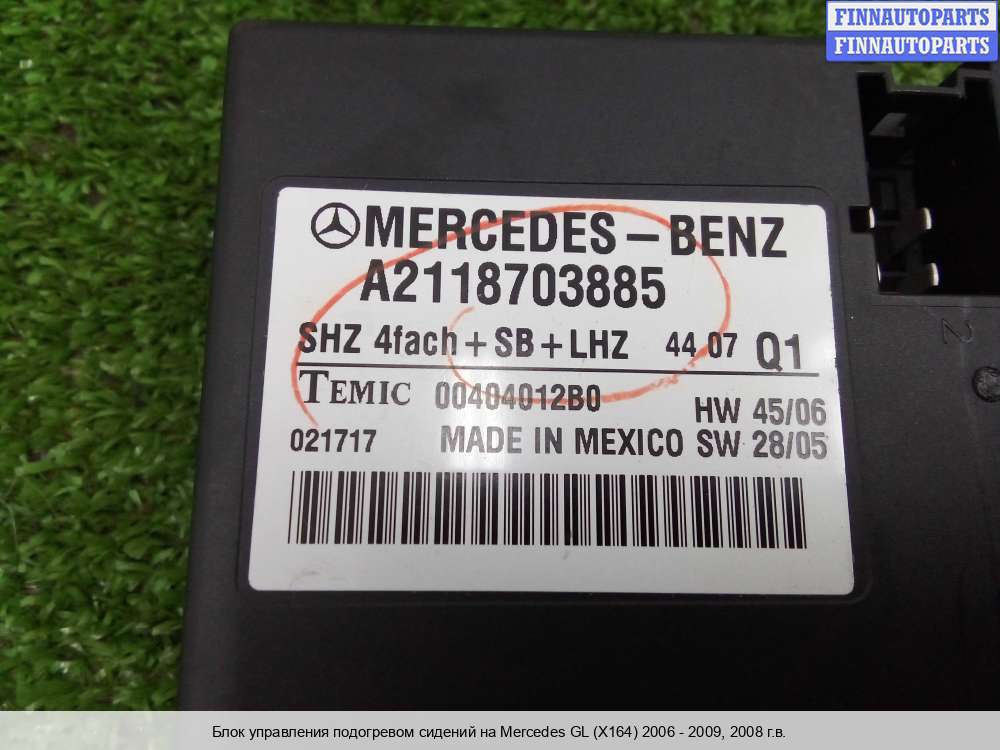 FINNAUTOPARTS
FINNAUTOPARTS
MERCEDES-BENZ
A2118703885
SHZ 4fach + SB + LHZ 44 07 Q1
TEMIC 00404012B0 HW 45/06
021717 MADE IN MEXICO SW 28/05
2
Блок управления подогревом сидений на Mercedes GL (X164) 2006 - 2009, 2008 г.в.